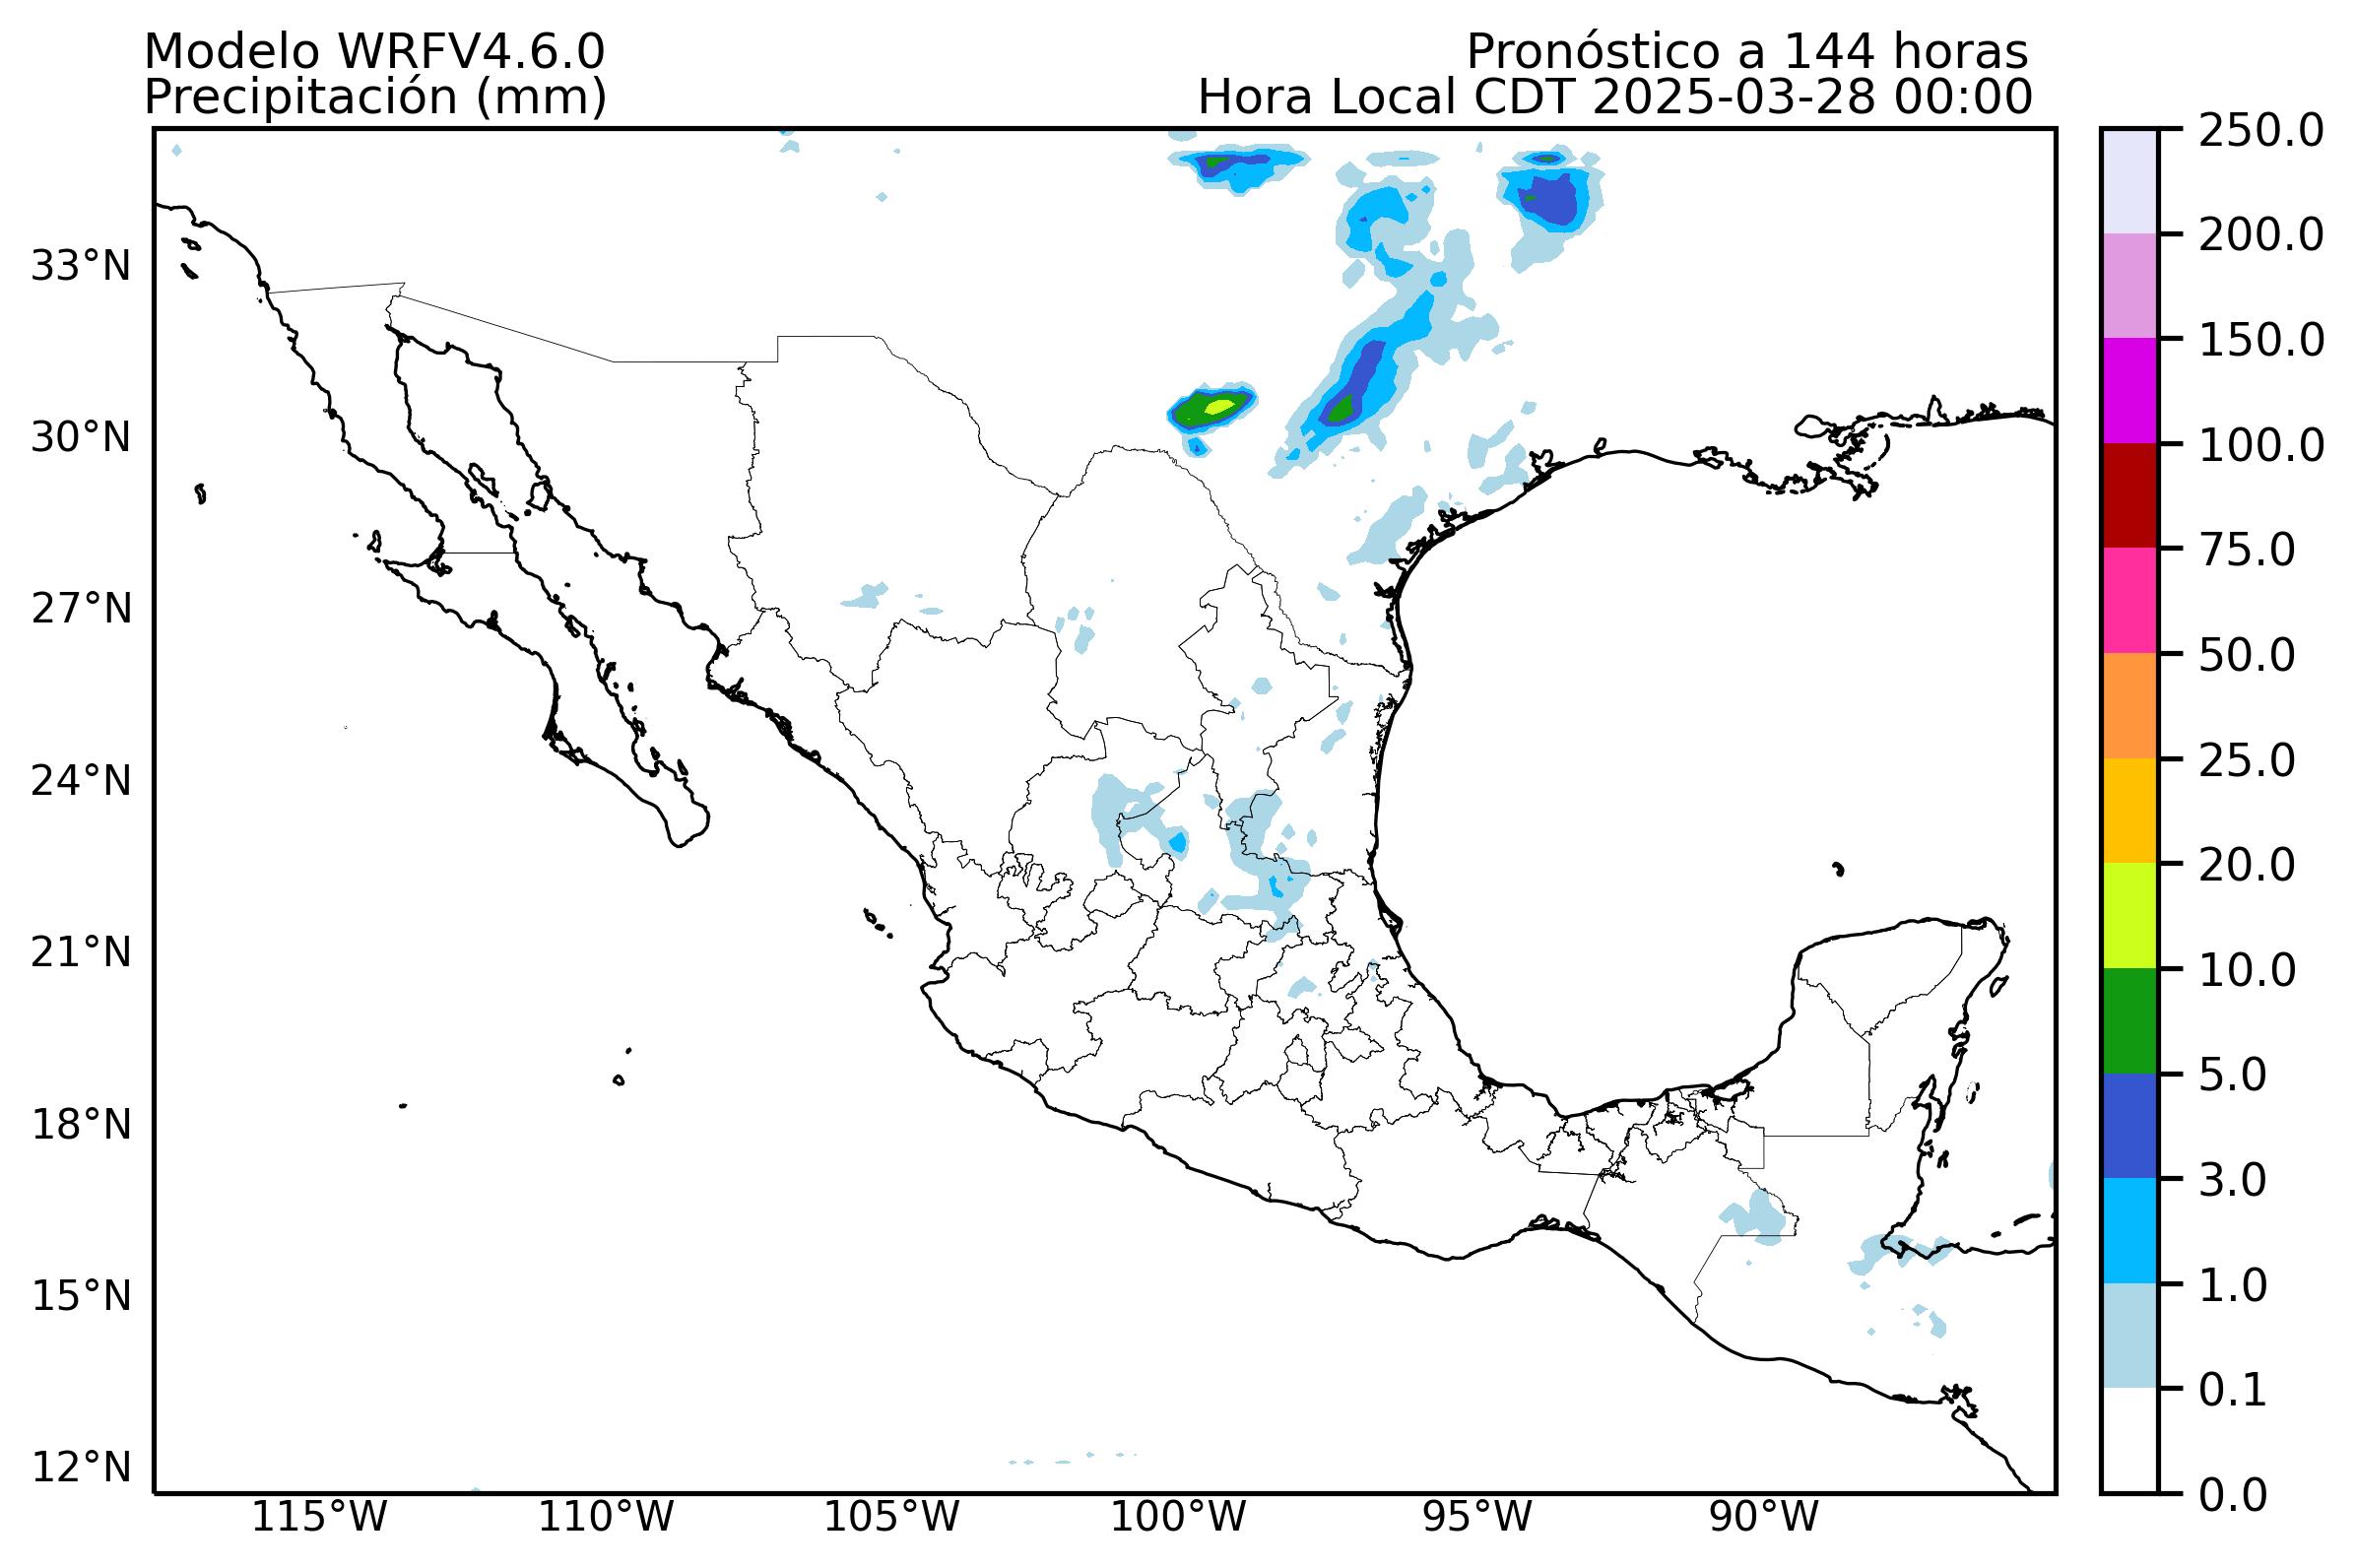 Modelo WRFV4.6.0
Pronóstico a 144 horas
Precipitación (mm)
Hora Local CDT 2025-03-28 00:00
33°N
30°N
27°N
24°N
21°N
18°N
15°N
12°N
115°W
110°W
105°W
100°W
95°W
90°W
250.0
200.0
150.0
100.0
75.0
50.0
25.0
20.0
10.0
5.0
3.0
1.0
0.1
0.0